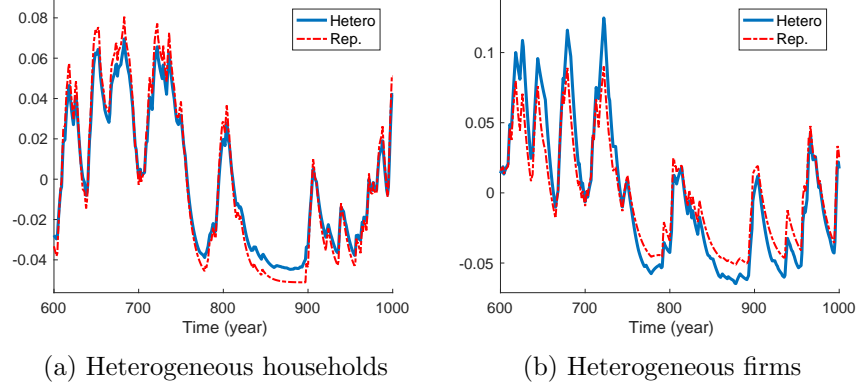 0.08
0.06
0.04
0.02
0
-0.02
-0.04
600
700
800
900
1000
Time (year)
Hetero
Rep.
(a) Heterogeneous households
0.1
0.05
0
-0.05
600
700
800
900
1000
Time (year)
Hetero
Rep.
(b) Heterogeneous firms